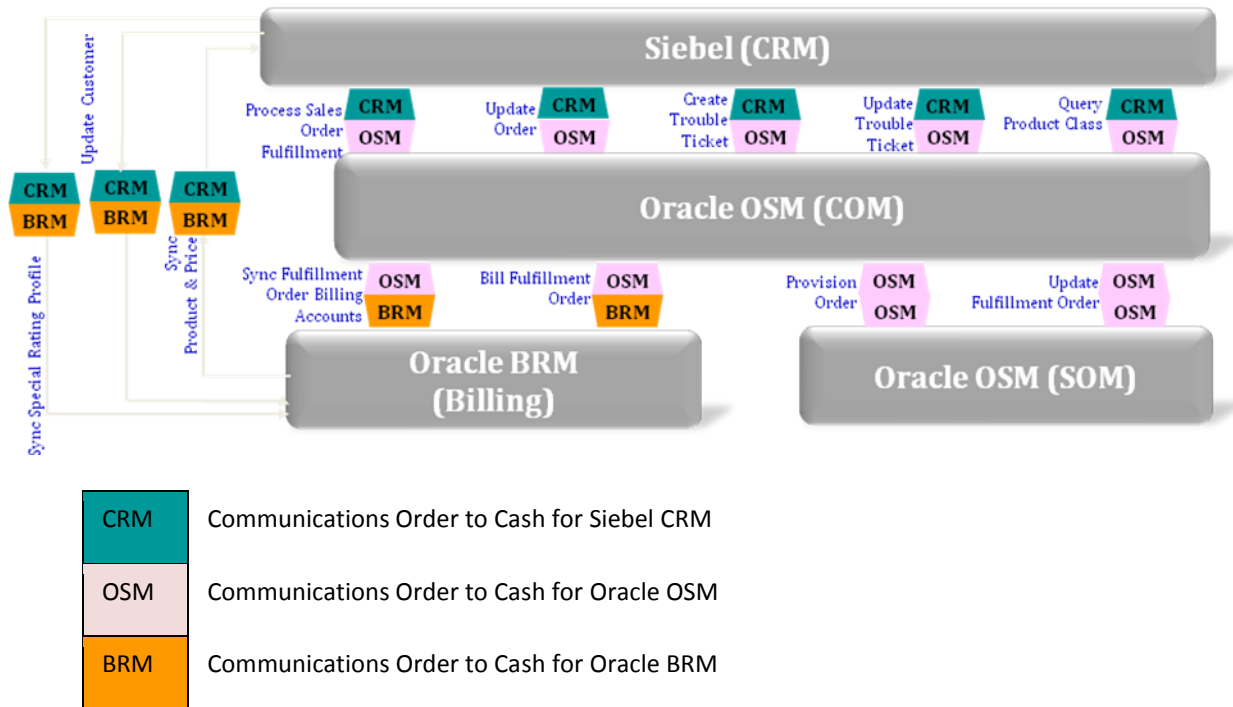 Siebel (CRM)
Process Sales
Order
Fulfillment
CRM
OSM
Update
Order
CRM
OSM
Create
Trouble
Ticket
CRM
OSM
Update
Trouble
Ticket
CRM
OSM
Query
Product Class
CRM
OSM
Update Customer
CRM
BRM
CRM
BRM
CRM
BRM
Sync Special Rating Profile
Sync
Product & Price
Oracle OSM (COM)
Sync Fulfillment
Order Billing
Accounts
OSM
BRM
Bill Fulfillment
Order
OSM
BRM
Provision
Order
OSM
OSM
Update
Fulfillment Order
OSM
OSM
Oracle BRM
(Billing)
Oracle OSM (SOM)
CRM Communications Order to Cash for Siebel CRM
OSM Communications Order to Cash for Oracle OSM
BRM Communications Order to Cash for Oracle BRM